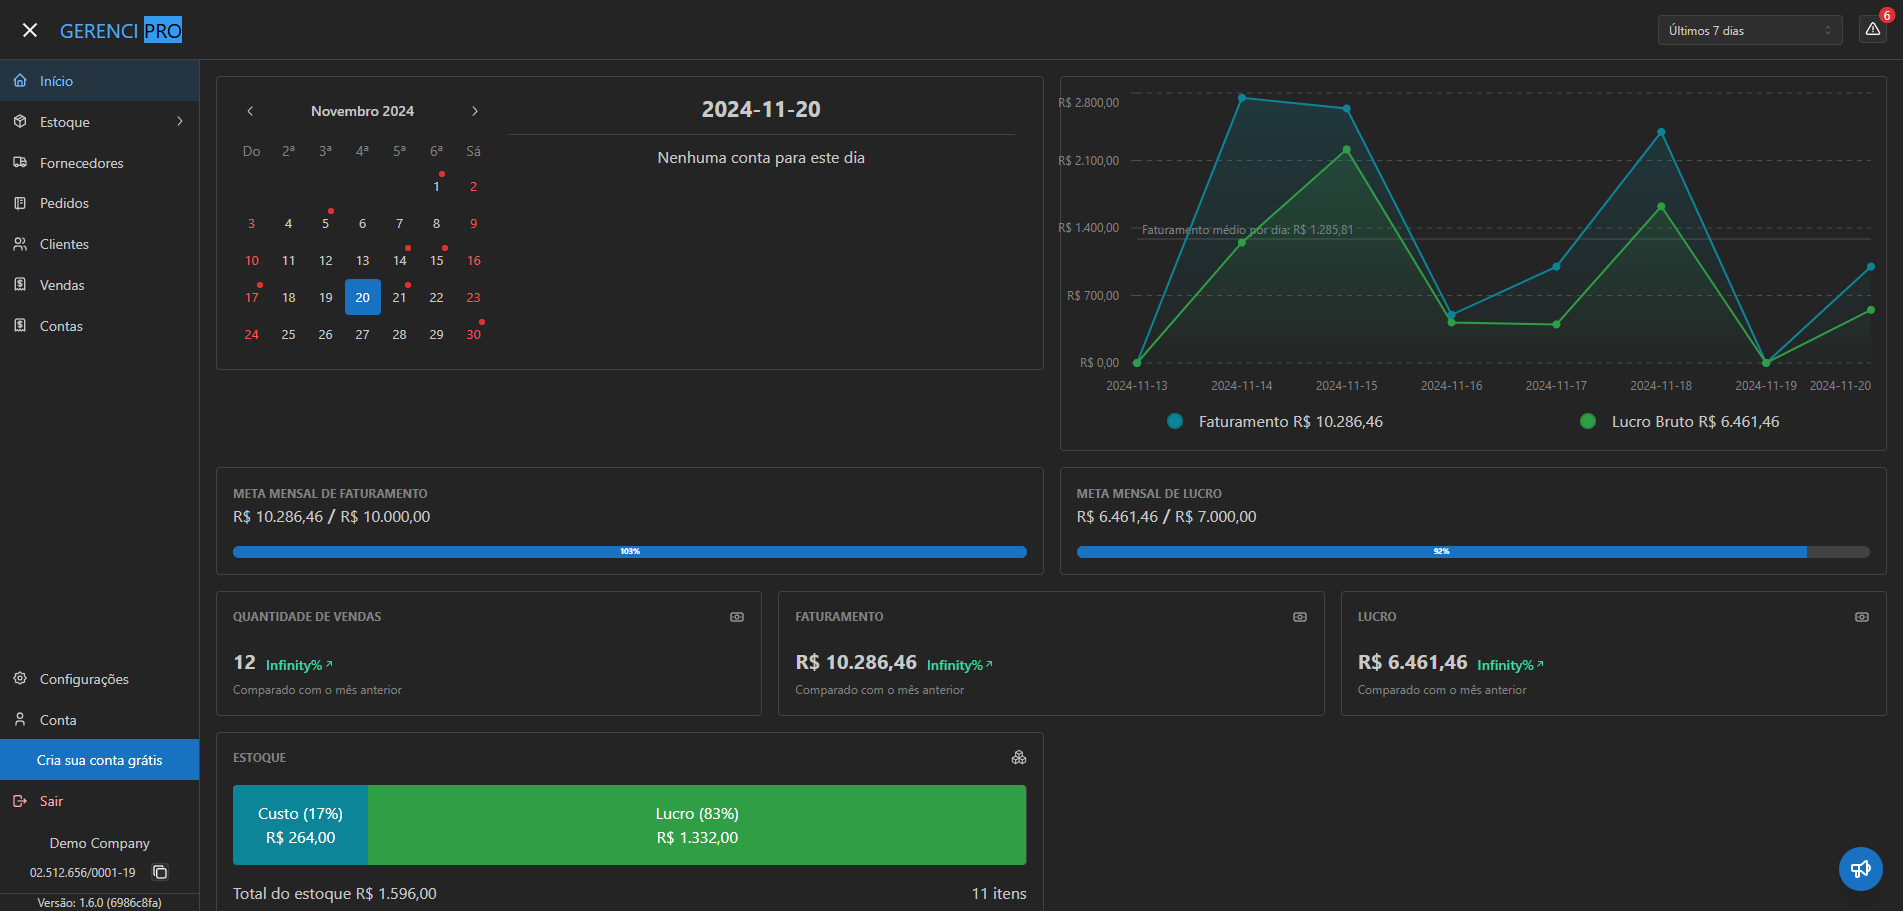 GERENCI PRO
Últimos 7 dias
6
Início
Estoque
Fornecedores
Pedidos
Clientes
Vendas
Contas
Configurações
Conta
Cria sua conta grátis
Sair
Demo Company
02.512.656/0001-19
Versão: 1.6.0 (6986c8fa)
Novembro 2024
Do 2ª 3ª 4ª 5ª 6ª Sá
1 2
3 4 5 6 7 8 9
10 11 12 13 14 15 16
17 18 19 20 21 22 23
24 25 26 27 28 29 30
2024-11-20
Nenhuma conta para este dia
R$ 2.800,00
R$ 2.100,00
R$ 1.400,00
Faturamento médio por dia: R$ 1.285,81
R$ 700,00
R$ 0,00
2024-11-13 2024-11-14 2024-11-15 2024-11-16 2024-11-17 2024-11-18 2024-11-19 2024-11-20
Faturamento R$ 10.286,46
Lucro Bruto R$ 6.461,46
META MENSAL DE FATURAMENTO
R$ 10.286,46 / R$ 10.000,00
103%
META MENSAL DE LUCRO
R$ 6.461,46 / R$ 7.000,00
92%
QUANTIDADE DE VENDAS
12 Infinity%
Comparado com o mês anterior
FATURAMENTO
R$ 10.286,46 Infinity%
Comparado com o mês anterior
LUCRO
R$ 6.461,46 Infinity%
Comparado com o mês anterior
ESTOQUE
Custo (17%)
R$ 264,00
Lucro (83%)
R$ 1.332,00
Total do estoque R$ 1.596,00
11 itens